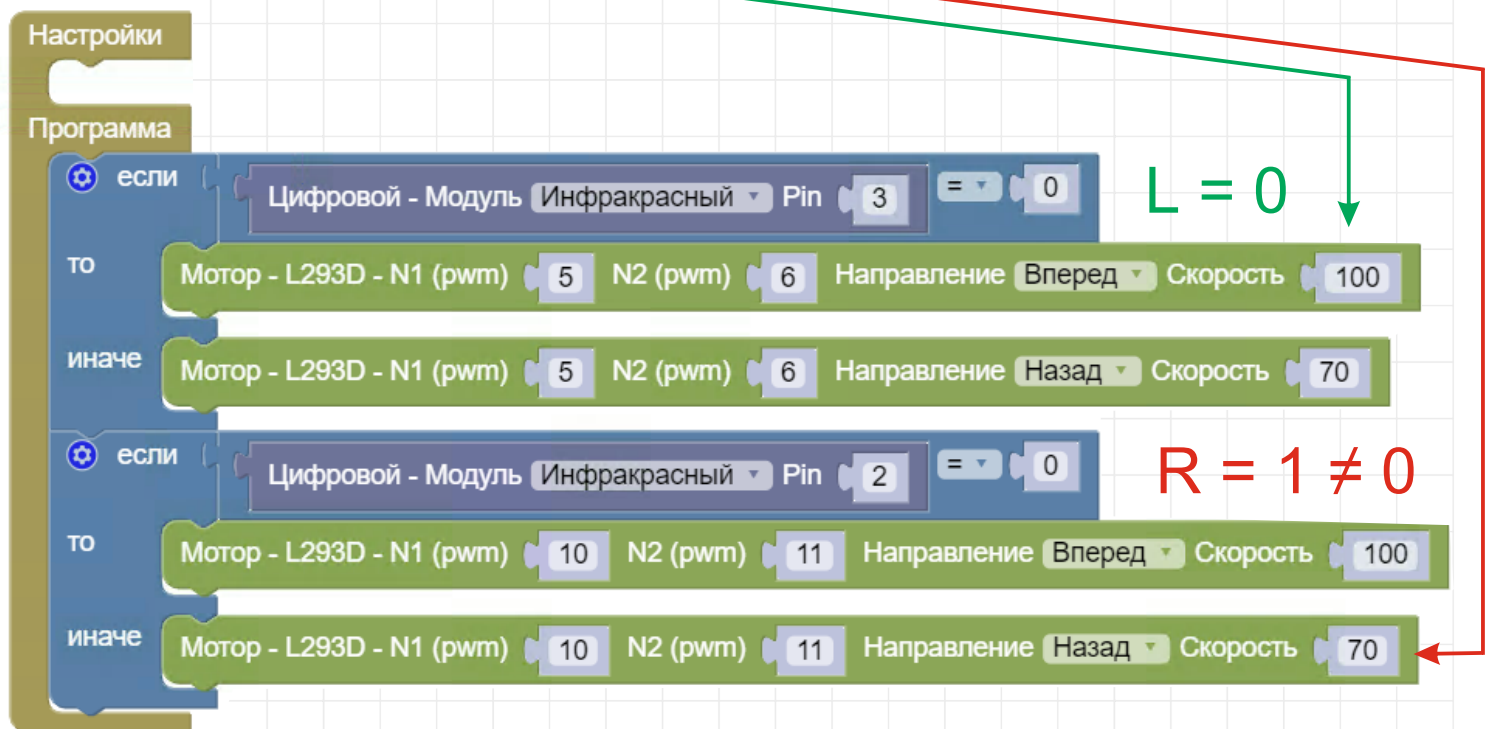 Настройки
Программа
если Цифровой - Модуль Инфракрасный Pin 3 = 0
L = 0
то Мотор - L293D - N1 (pwm) 5 N2 (pwm) 6 Направление Вперед Скорость 100
иначе Мотор - L293D - N1 (pwm) 5 N2 (pwm) 6 Направление Назад Скорость 70
если Цифровой - Модуль Инфракрасный Pin 2 = 0
R = 1 ≠ 0
то Мотор - L293D - N1 (pwm) 10 N2 (pwm) 11 Направление Вперед Скорость 100
иначе Мотор - L293D - N1 (pwm) 10 N2 (pwm) 11 Направление Назад Скорость 70